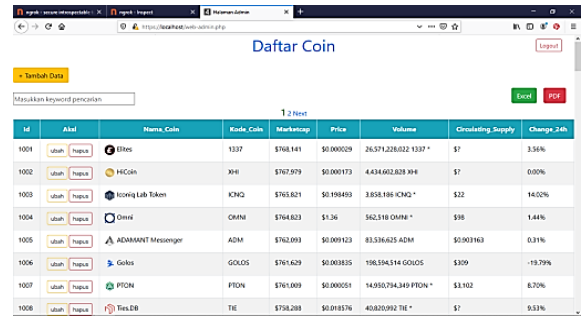 ngrok - secure introspectable t
ngrok - Inspect
Halaman Admin
https://localhost/web-admin.php
Daftar Coin
Logout
+ Tambah Data
Masukkan keyword pencarian
Excel PDF
1 2 Next
Id Aksi Nama_Coin Kode_Coin Marketcap Price Volume Circulating_Supply Change_24h
1001 ubah hapus Elites 1337 $768,141 $0.000029 26,571,228,022 1337 * $? 3.56%
1002 ubah hapus HiCoin XHI $767,979 $0.000173 4,434,602,828 XHI $? 0.00%
1003 ubah hapus Iconiq Lab Token ICNQ $765,821 $0.198493 3,858,186 ICNQ * $22 14.02%
1004 ubah hapus Omni OMNI $764,823 $1.36 562,518 OMNI * $98 1.44%
1005 ubah hapus ADAMANT Messenger ADM $762,093 $0.009123 83,536,625 ADM $0.903163 0.31%
1006 ubah hapus Golos GOLOS $761,629 $0.003835 198,594,514 GOLOS $309 -19.79%
1007 ubah hapus PTON PTON $761,009 $0.000051 14,950,794,349 PTON * $3,102 8.70%
1008 ubah hapus Ties.DB TIE $758,288 $0.018576 40,820,992 TIE * $? 9.53%